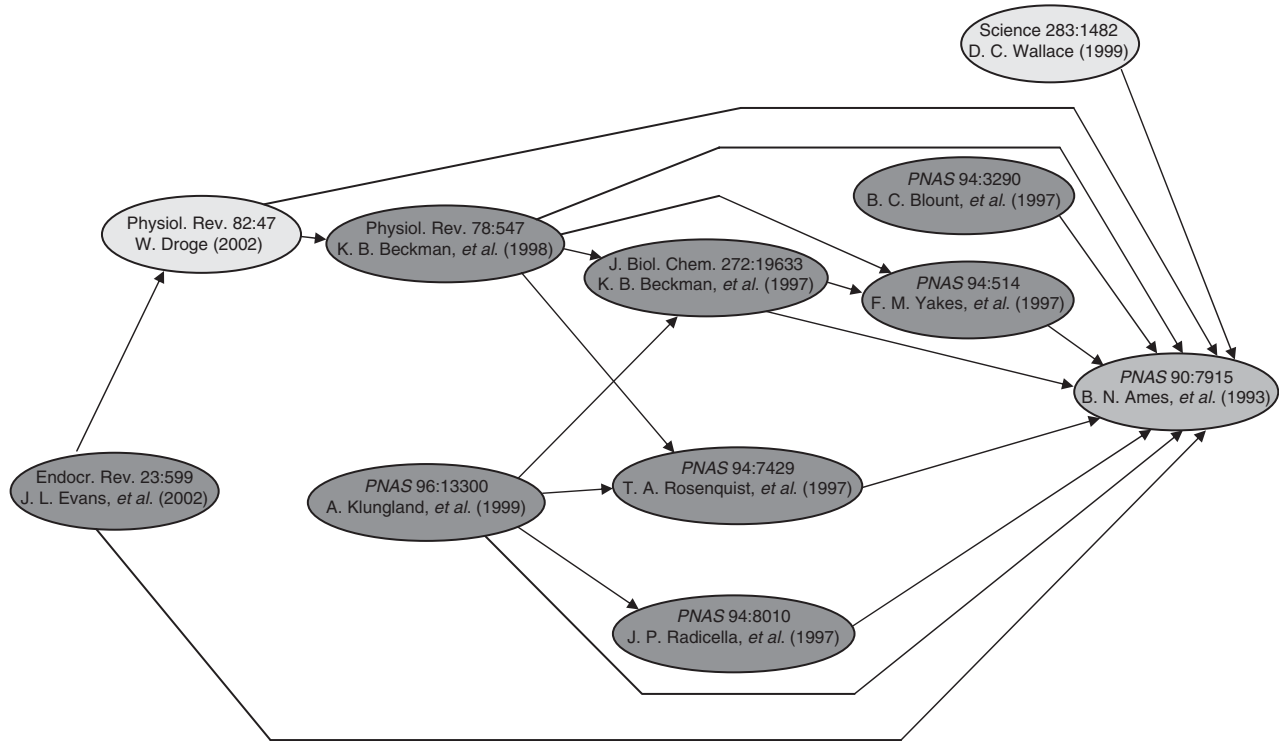 Science 283:1482
D. C. Wallace (1999)
PNAS 94:3290
B. C. Blount, et al. (1997)
Physiol. Rev. 82:47
W. Droge (2002)
Physiol. Rev. 78:547
K. B. Beckman, et al. (1998)
J. Biol. Chem. 272:19633
K. B. Beckman, et al. (1997)
PNAS 94:514
F. M. Yakes, et al. (1997)
PNAS 90:7915
B. N. Ames, et al. (1993)
Endocr. Rev. 23:599
J. L. Evans, et al. (2002)
PNAS 96:13300
A. Klungland, et al. (1999)
PNAS 94:7429
T. A. Rosenquist, et al. (1997)
PNAS 94:8010
J. P. Radicella, et al. (1997)